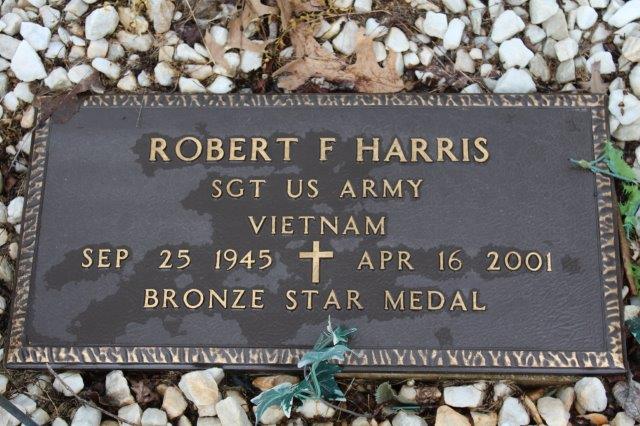 ROBERT F HARRIS
SGT US ARMY
VIETNAM
SEP 25 1945 ✝ APR 16 2001
BRONZE STAR MEDAL